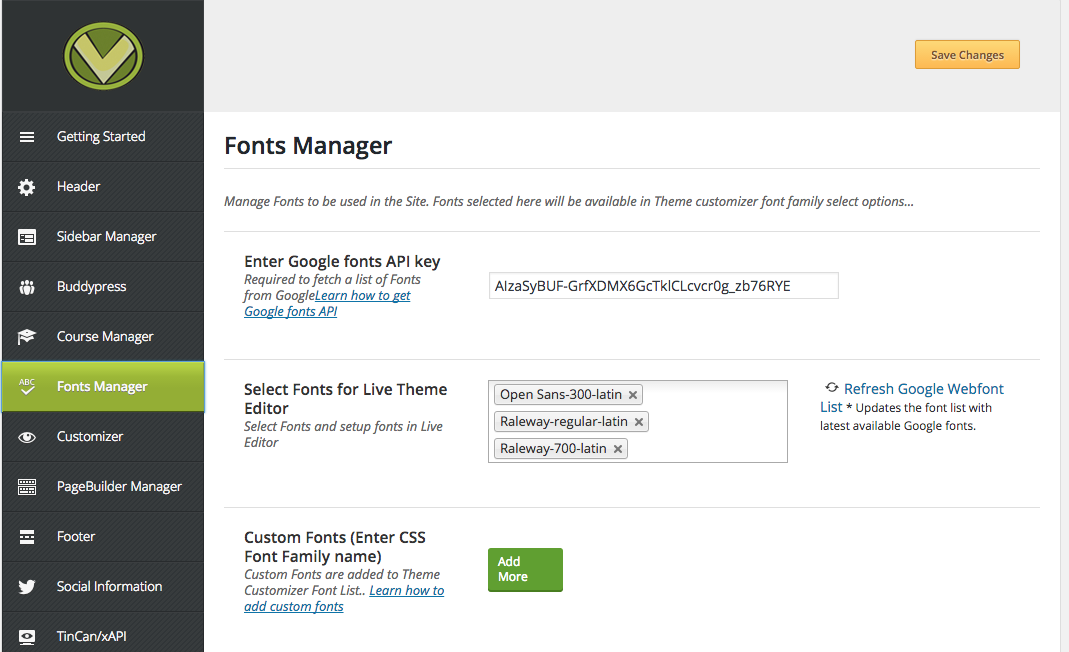 Save Changes
Getting Started
Header
Sidebar Manager
Buddypress
Course Manager
ABC
Fonts Manager
Customizer
PageBuilder Manager
Footer
Social Information
TinCan/xAPI
Fonts Manager
Manage Fonts to be used in the Site. Fonts selected here will be available in Theme customizer font family select options...
Enter Google fonts API key
Required to fetch a list of Fonts
from GoogleLearn how to get
Google fonts API
AIzaSyBUF-GrfXDMX6GcTklCLcvcr0g_zb76RYE
Select Fonts for Live Theme
Editor
Select Fonts and setup fonts in Live
Editor
Open Sans-300-latin ×
Raleway-regular-latin ×
Raleway-700-latin ×
Refresh Google Webfont
List * Updates the font list with
latest available Google fonts.
Custom Fonts (Enter CSS
Font Family name)
Custom Fonts are added to Theme
Customizer Font List.. Learn how to
add custom fonts
Add
More